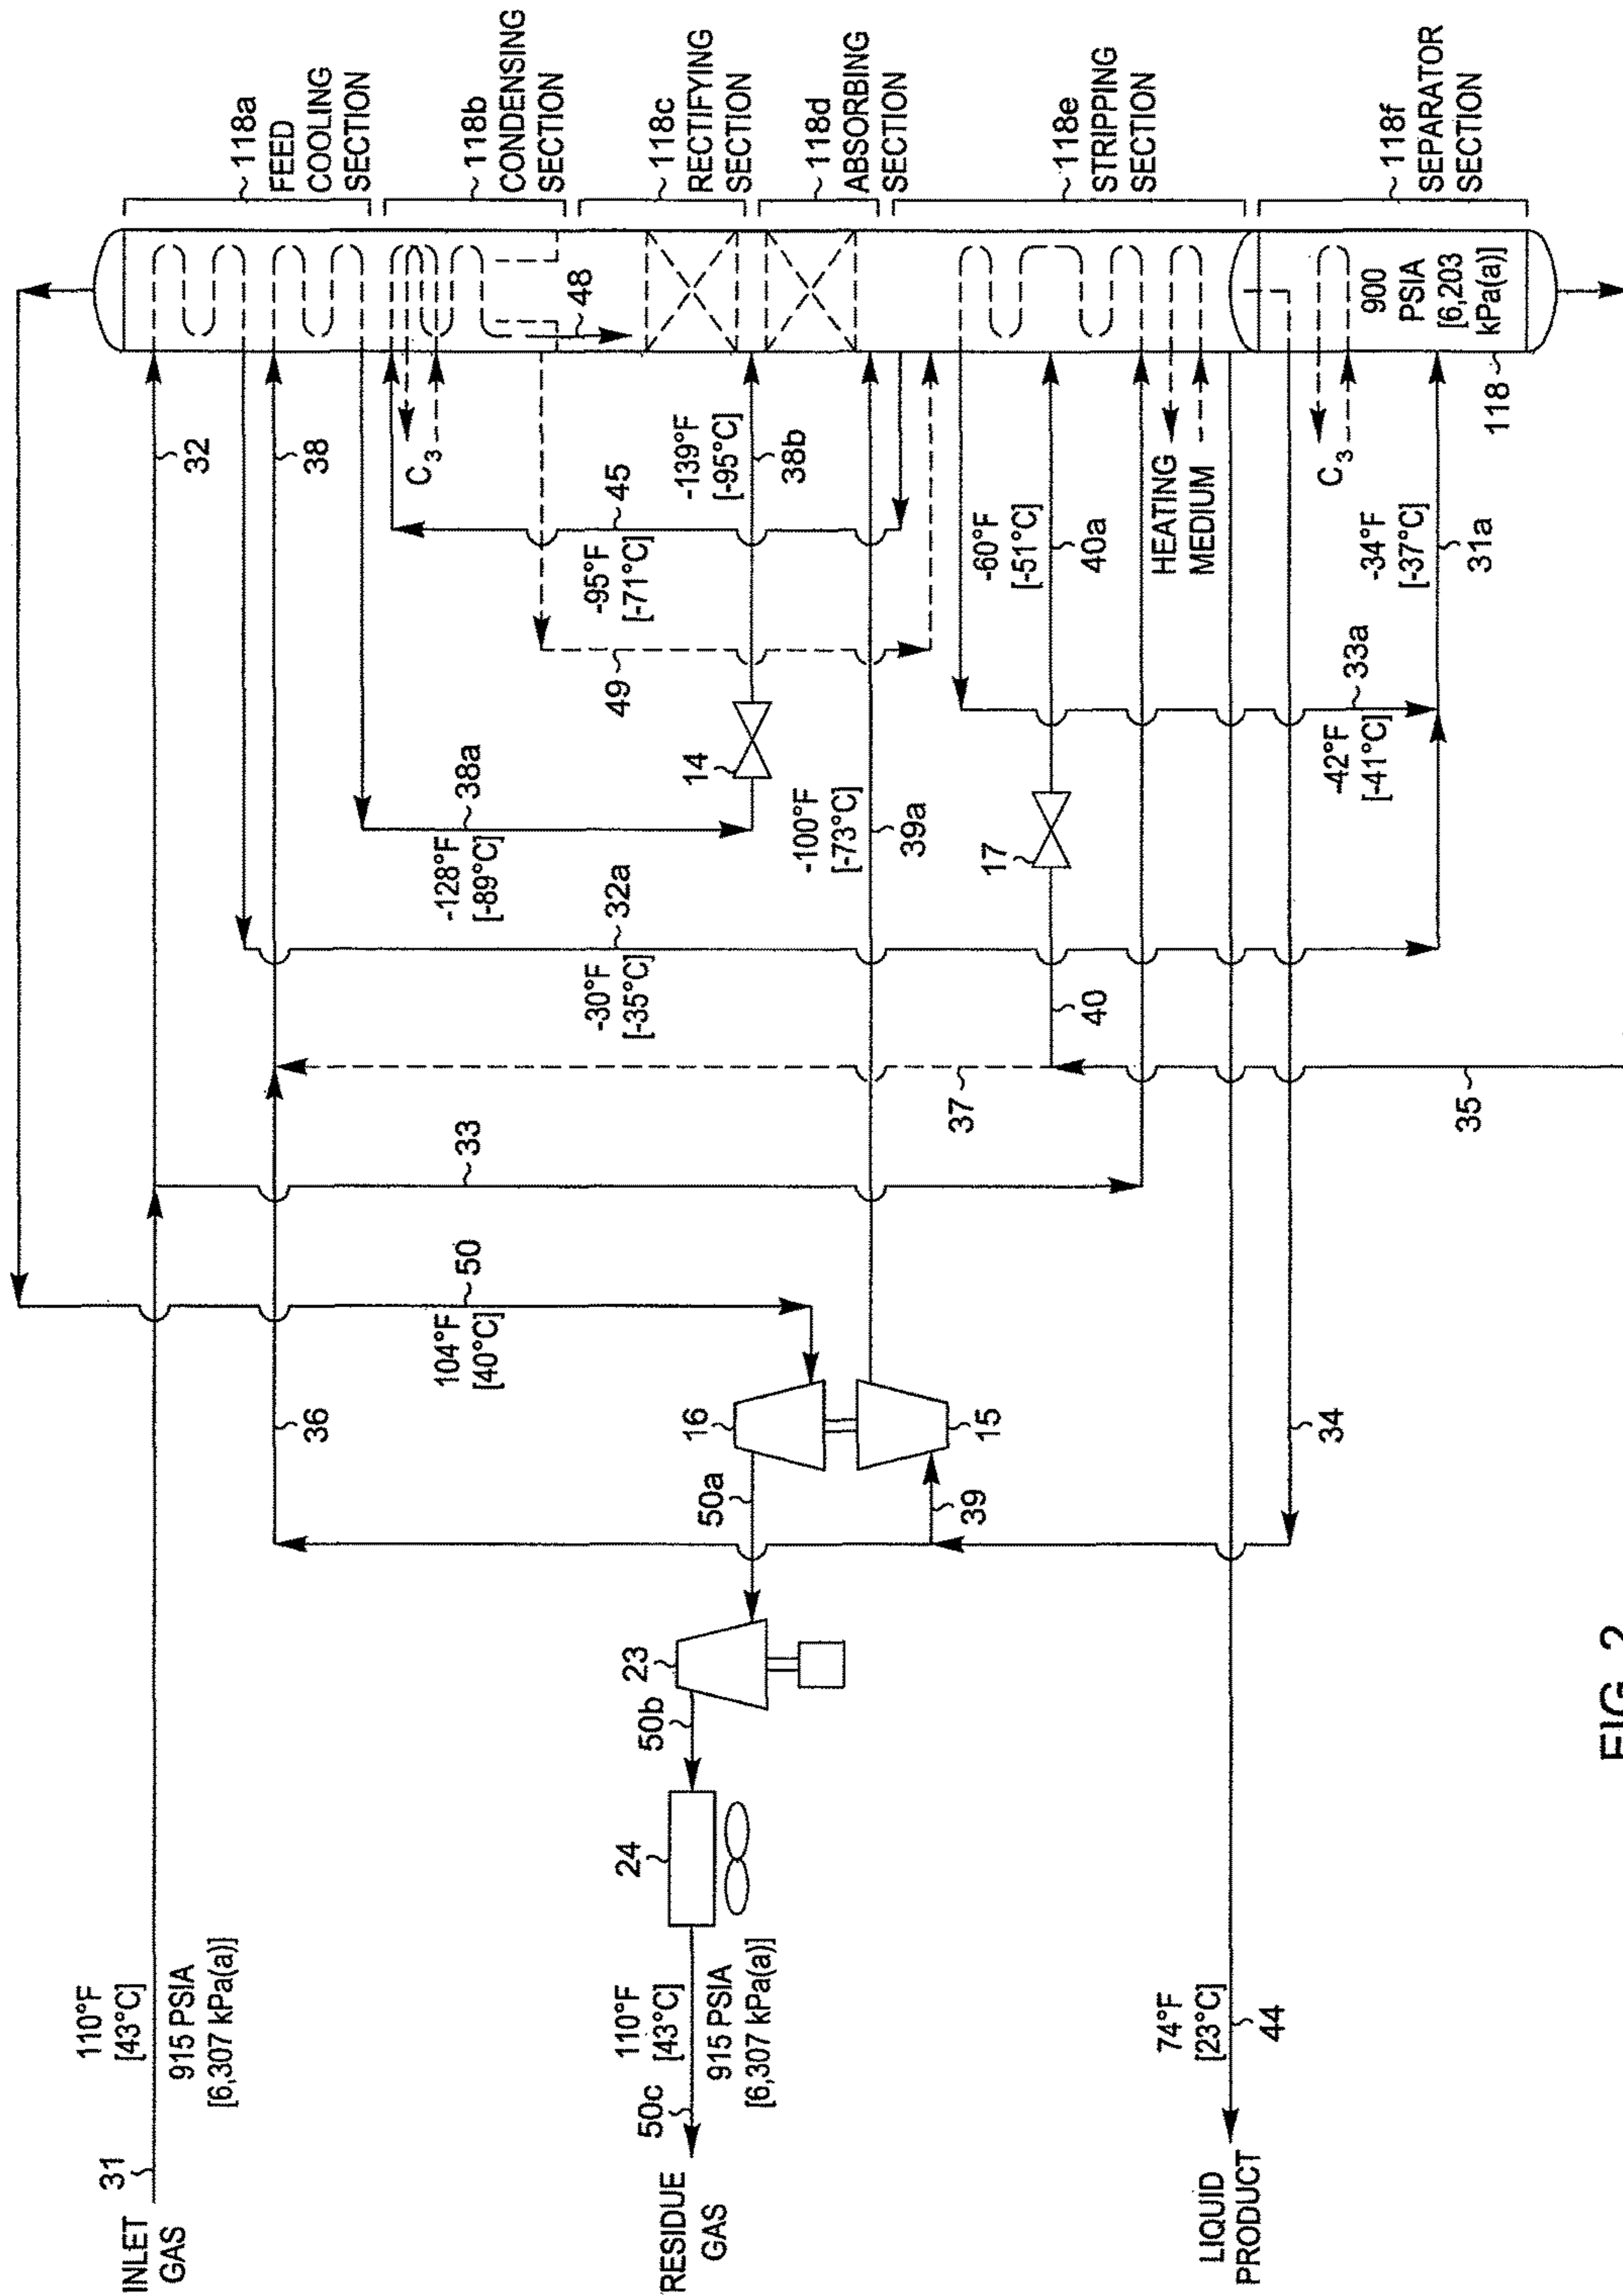 118a
FEED
COOLING
SECTION
118b
CONDENSING
SECTION
118c
RECTIFYING
SECTION
118d
ABSORBING
SECTION
118e
STRIPPING
SECTION
118f
SEPARATOR
SECTION
900
PSIA
[6,203
kPa(a)]
118
48
32
38
C3
45
-95°F
[-71°C]
-139°F
[-95°C]
38b
-60°F
[-51°C]
40a
HEATING
MEDIUM
C3
-34°F
[-37°C]
31a
49
14
33a
-42°F
[-41°C]
38a
-128°F
[-89°C]
-100°F
[-73°C]
39a
17
32a
-30°F
[-35°C]
40
37
35
33
50
104°F
[40°C]
36
16
15
34
50a
39
23
50b
24
110°F
[43°C]
915 PSIA
[6,307 kPa(a)]
31
INLET
GAS
110°F
[43°C]
915 PSIA
[6,307 kPa(a)]
50c
RESIDUE
GAS
74°F
[23°C]
44
LIQUID
PRODUCT
FIG. 2